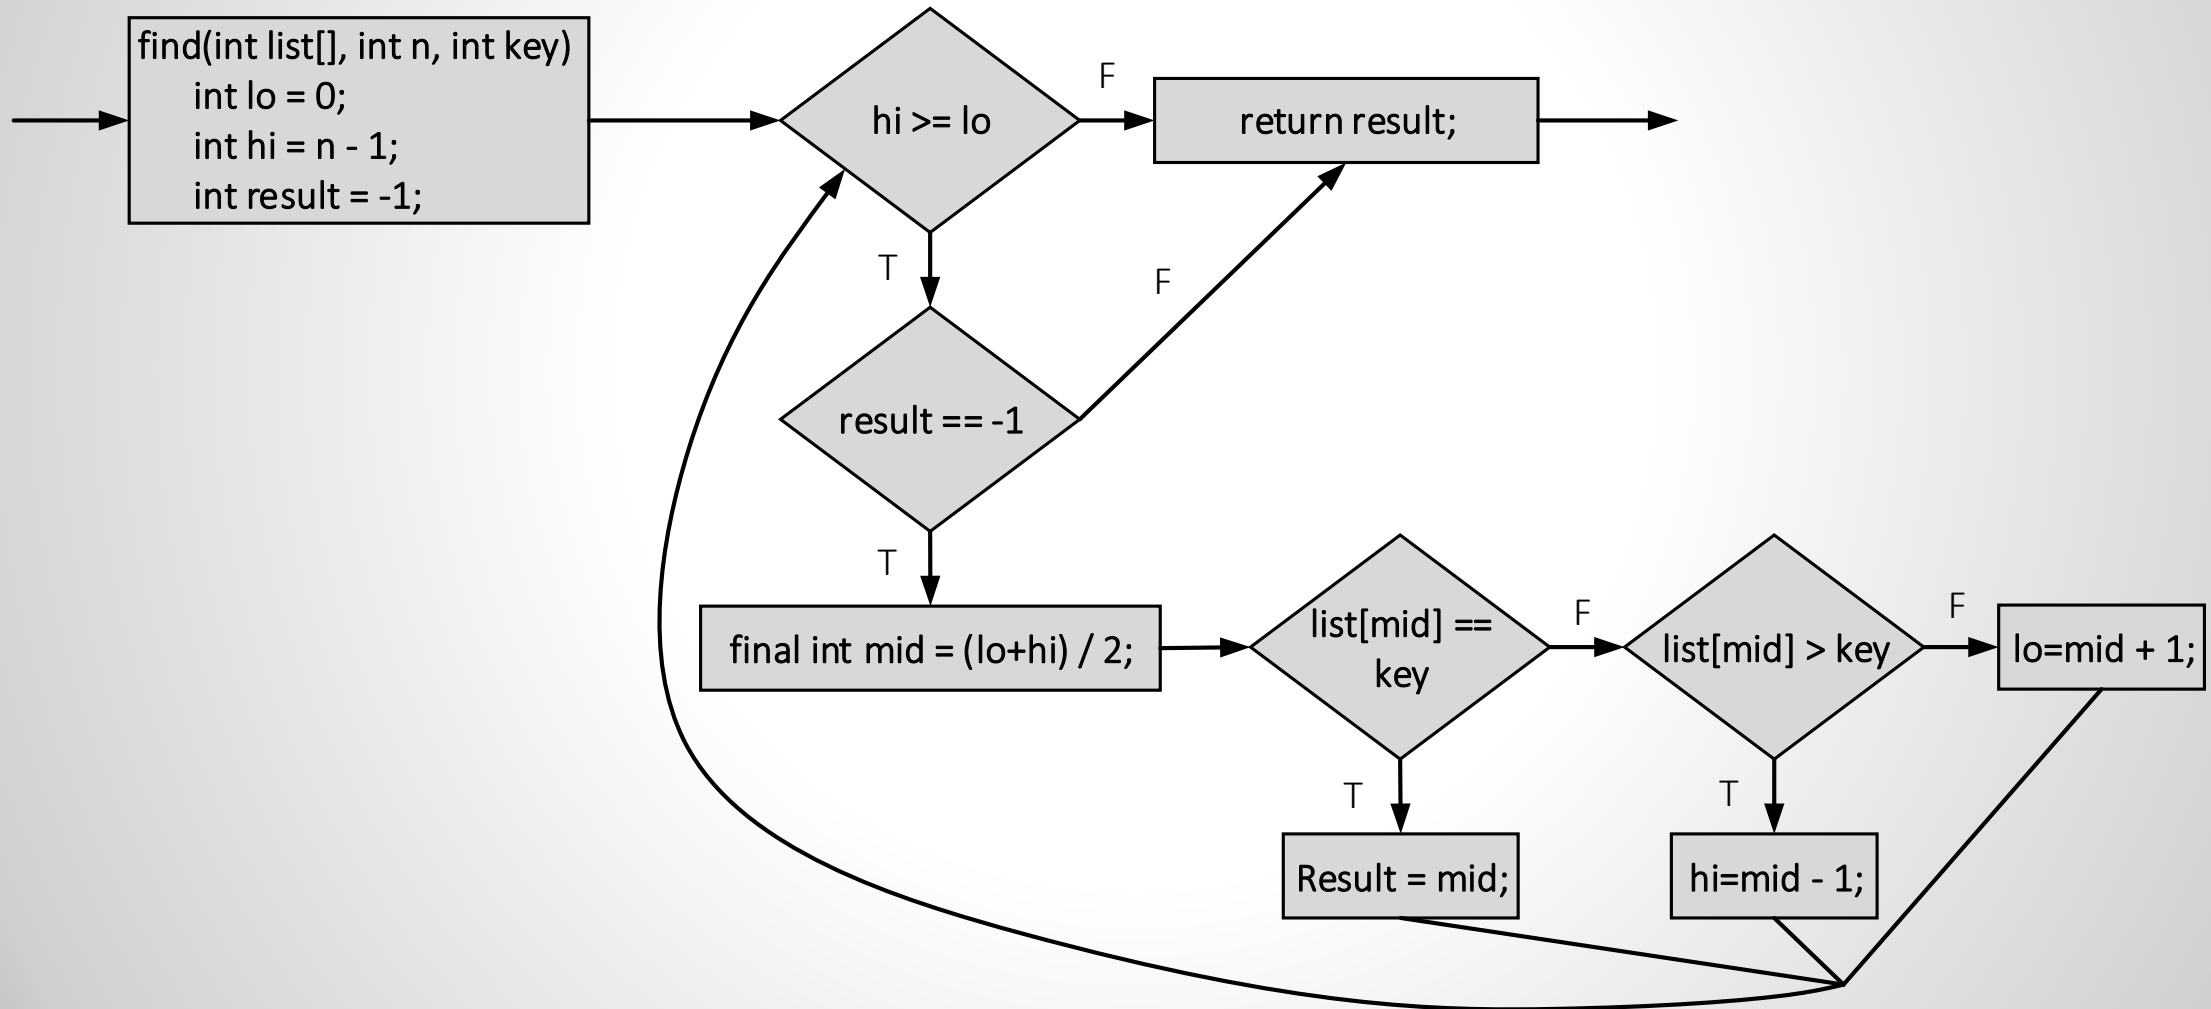 find(int list[], int n, int key)
int lo = 0;
int hi = n - 1;
int result = -1;
hi >= lo
F
return result;
T
F
result == -1
T
final int mid = (lo+hi) / 2;
list[mid] ==
key
F
list[mid] > key
F
lo=mid + 1;
T
T
Result = mid;
hi=mid - 1;